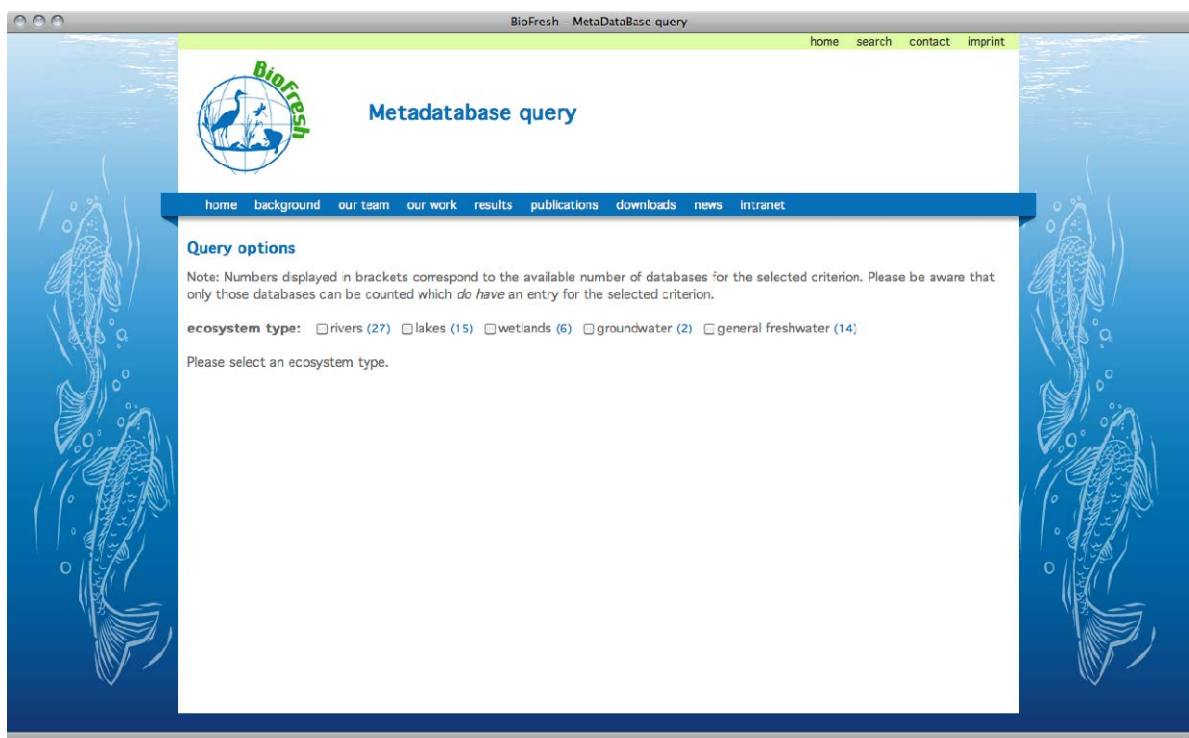 BioFresh – MetaDataBase query
home search contact imprint
BioFresh
Metadatabase query
home background our team our work results publications downloads news intranet
Query options
Note: Numbers displayed in brackets correspond to the available number of databases for the selected criterion. Please be aware that
only those databases can be counted which do have an entry for the selected criterion.
ecosystem type: rivers (27) lakes (15) wetlands (6) groundwater (2) general freshwater (14)
Please select an ecosystem type.